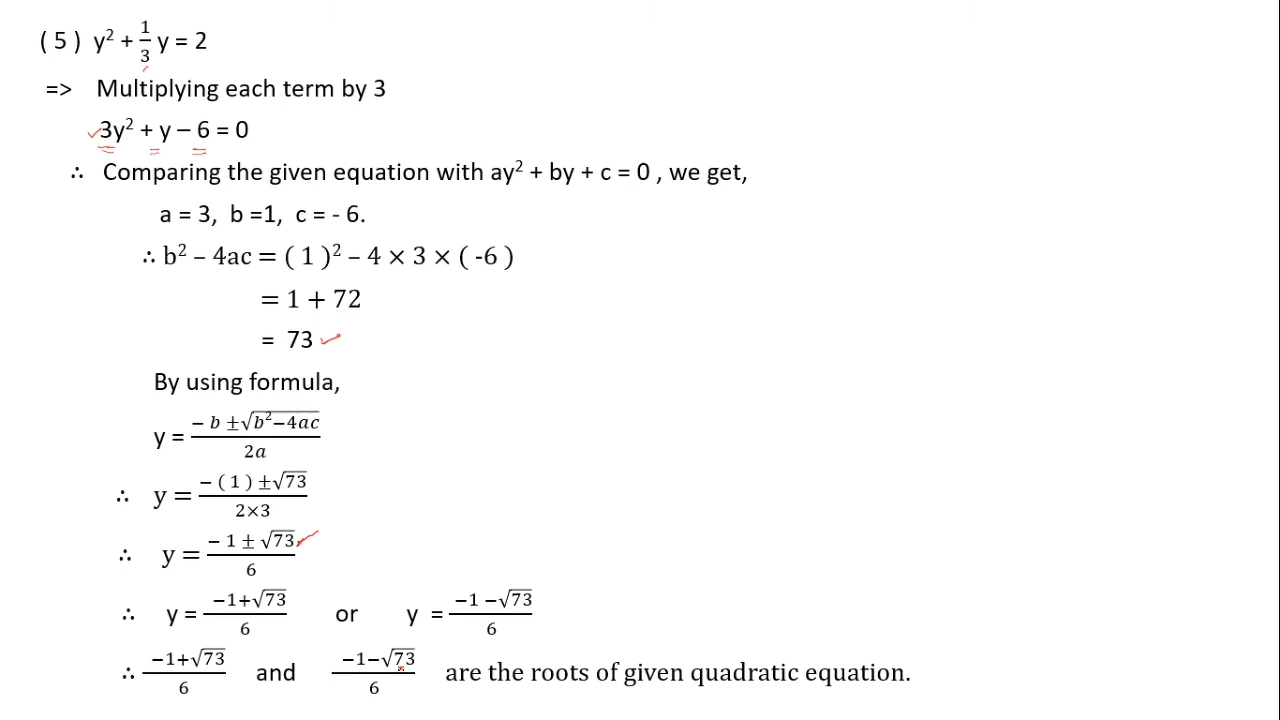 ( 5 ) y² + 1/3 y = 2
=> Multiplying each term by 3
3y² + y – 6 = 0
∴ Comparing the given equation with ay² + by + c = 0 , we get,
a = 3, b =1, c = - 6.
∴ b² – 4ac = ( 1 )² – 4 × 3 × ( -6 )
= 1 + 72
= 73
By using formula,
y = (− b ±√(b²−4ac))/(2a)
∴ y = (− ( 1 ) ±√73)/(2×3)
∴ y = (− 1 ± √73)/6
∴ y = (−1+√73)/6 or y = (−1 −√73)/6
∴ (−1+√73)/6 and (−1−√73)/6 are the roots of given quadratic equation.